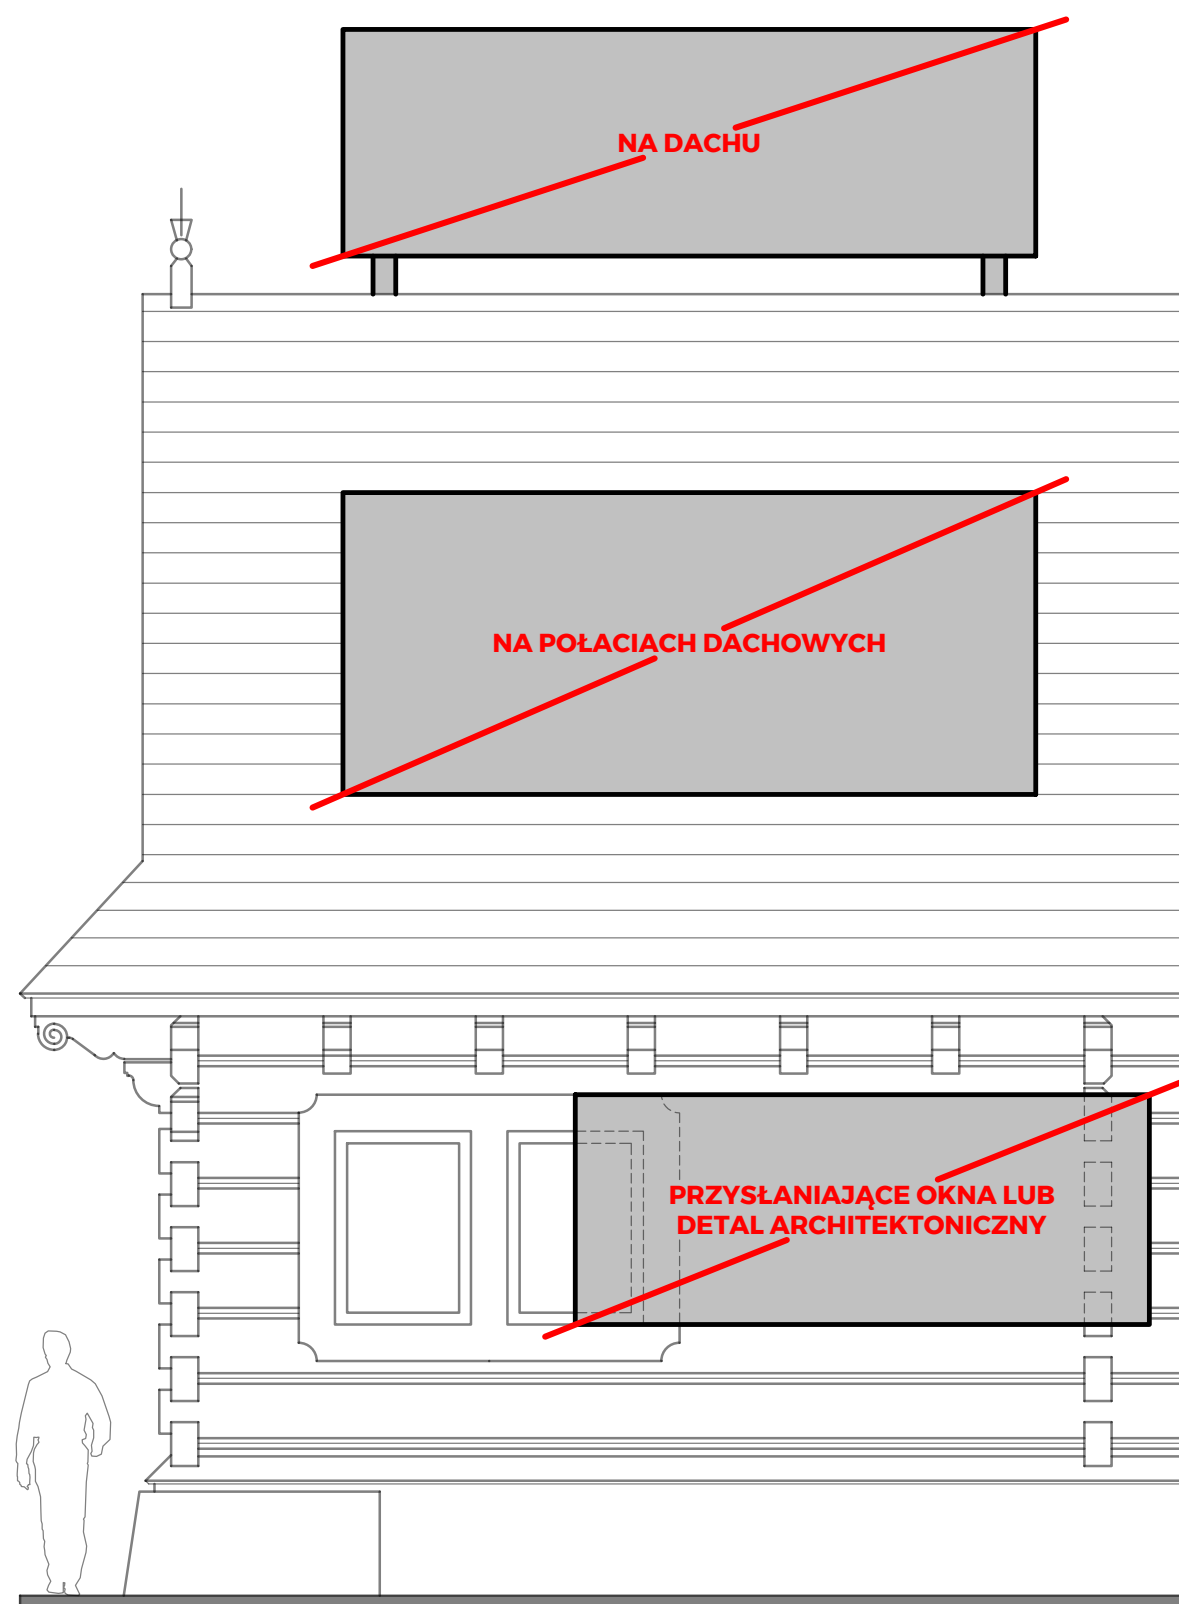 NA DACHU
NA POŁACIACH DACHOWYCH
PRZYSŁANIAJĄCE OKNA LUB
DETAL ARCHITEKTONICZNY